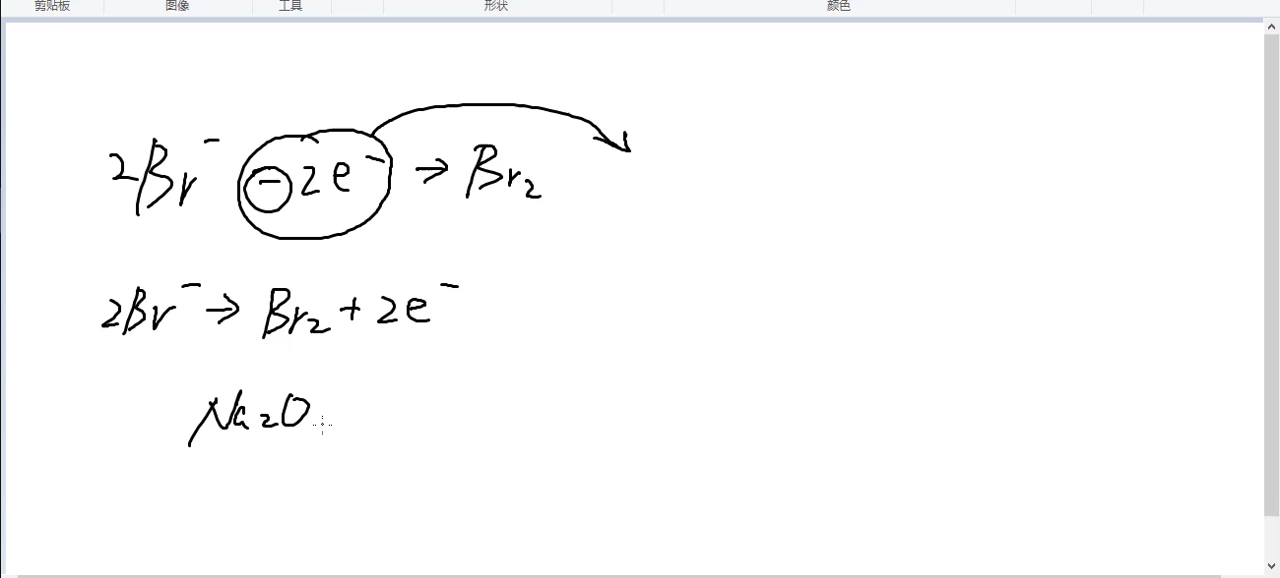 剪贴板 图像 工具 形状 颜色
2Br⁻ -2e⁻ → Br₂
2Br⁻ → Br₂ + 2e⁻
Na₂O